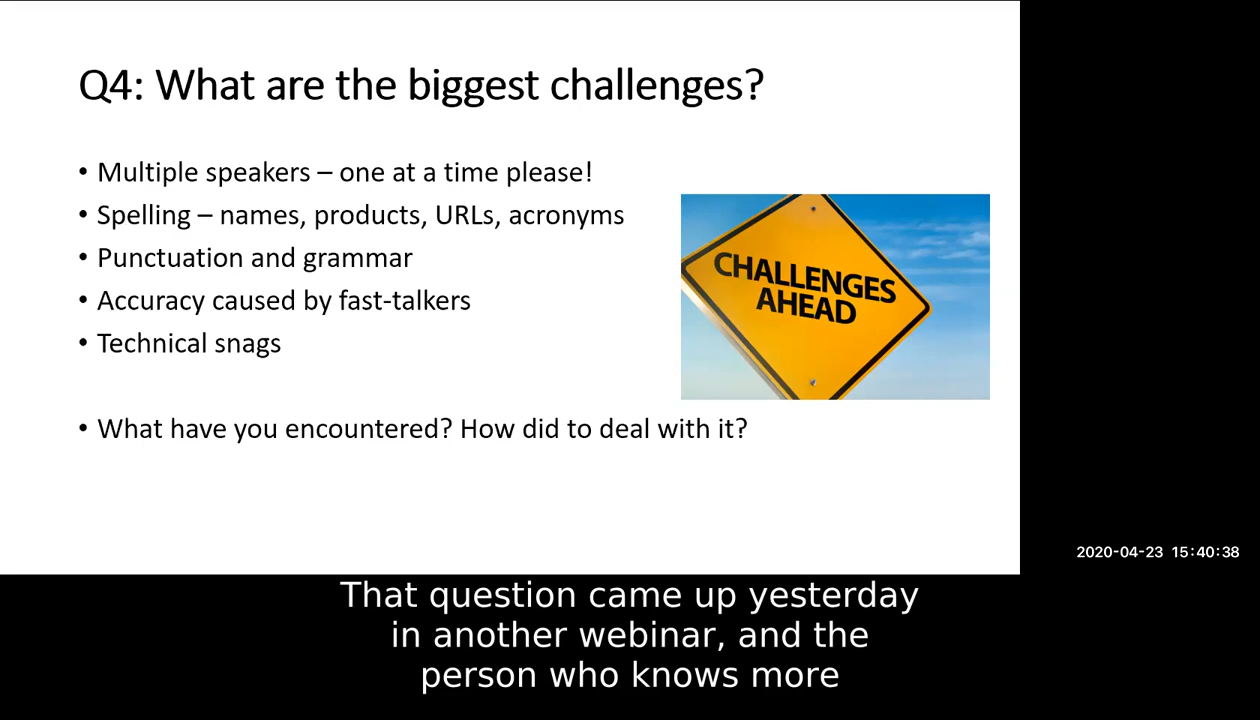 Q4: What are the biggest challenges?
• Multiple speakers – one at a time please!
• Spelling – names, products, URLs, acronyms
• Punctuation and grammar
• Accuracy caused by fast-talkers
• Technical snags
CHALLENGES
AHEAD
• What have you encountered? How did to deal with it?
2020-04-23 15:40:38
That question came up yesterday
in another webinar, and the
person who knows more